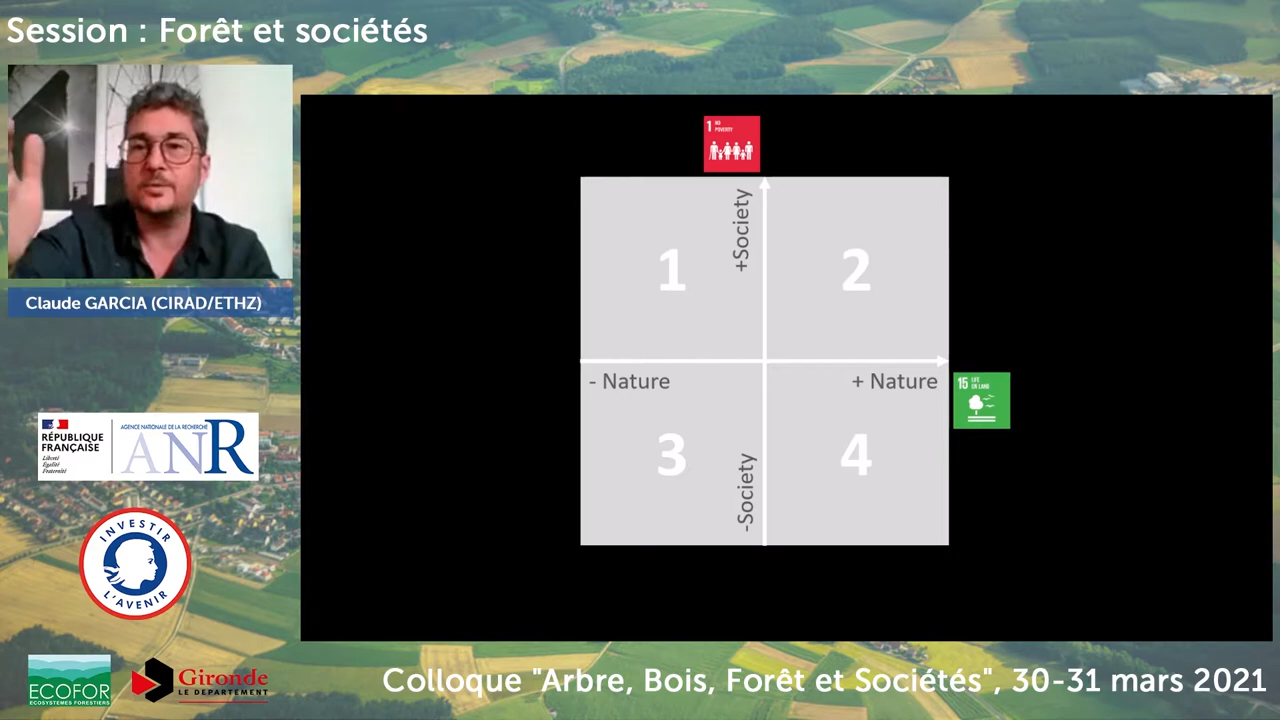 Session : Forêt et sociétés
Claude GARCIA (CIRAD/ETHZ)
1 NO
POVERTY
+Society
1
2
- Nature
+ Nature
15 LIFE
ON LAND
3
4
-Society
RÉPUBLIQUE
FRANÇAISE
Liberté
Égalité
Fraternité
AGENCE NATIONALE DE LA RECHERCHE
ANR
INVESTIR
L'AVENIR
ECOFOR
ECOSYSTEMES FORESTIERS
Gironde
LE DEPARTEMENT
Colloque "Arbre, Bois, Forêt et Sociétés", 30-31 mars 2021